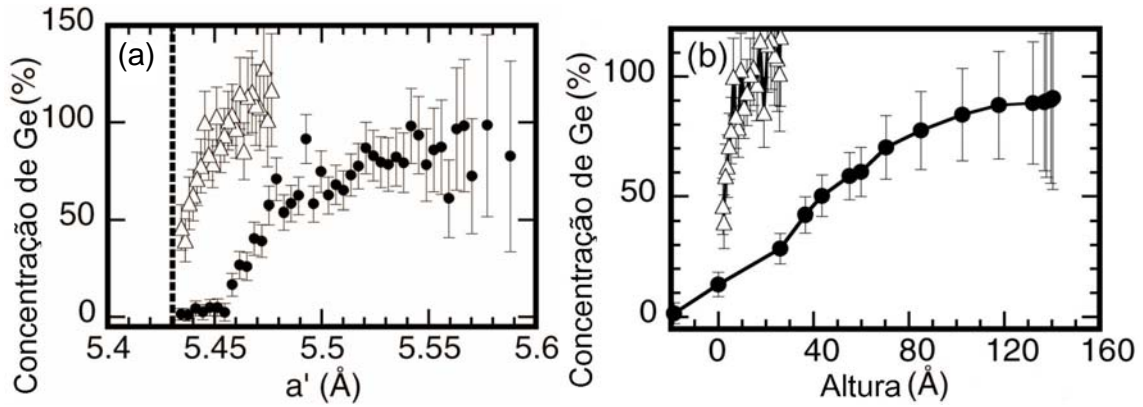 (a)
Concentração de Ge (%)
150
100
50
0
5.4 5.45 5.5 5.55 5.6
a' (Å)
(b)
Concentração de Ge (%)
100
50
0
0 40 80 120 160
Altura (Å)